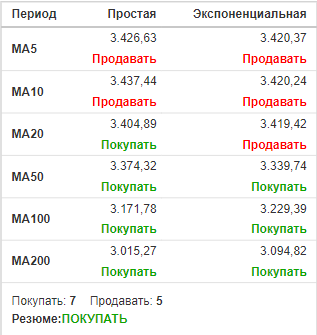 Период Простая Экспоненциальная
MA5 3.426,63 3.420,37
Продавать Продавать
MA10 3.437,44 3.420,24
Продавать Продавать
MA20 3.404,89 3.419,42
Покупать Продавать
MA50 3.374,32 3.339,74
Покупать Покупать
MA100 3.171,78 3.229,39
Покупать Покупать
MA200 3.015,27 3.094,82
Покупать Покупать
Покупать: 7 Продавать: 5
Резюме:ПОКУПАТЬ